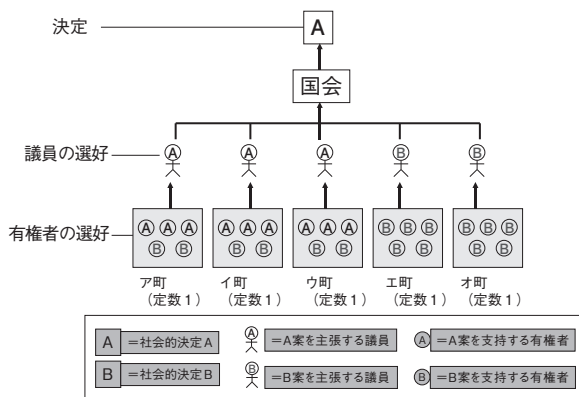 決定
A
国会
議員の選好
A A A B B
有権者の選好
A A A A A A A A A B B B B B B
B B B B B B B B B B
ア町 イ町 ウ町 エ町 オ町
（定数1） （定数1） （定数1） （定数1） （定数1）
A ＝社会的決定A A ＝A案を主張する議員 A ＝A案を支持する有権者
B ＝社会的決定B B ＝B案を主張する議員 B ＝B案を支持する有権者